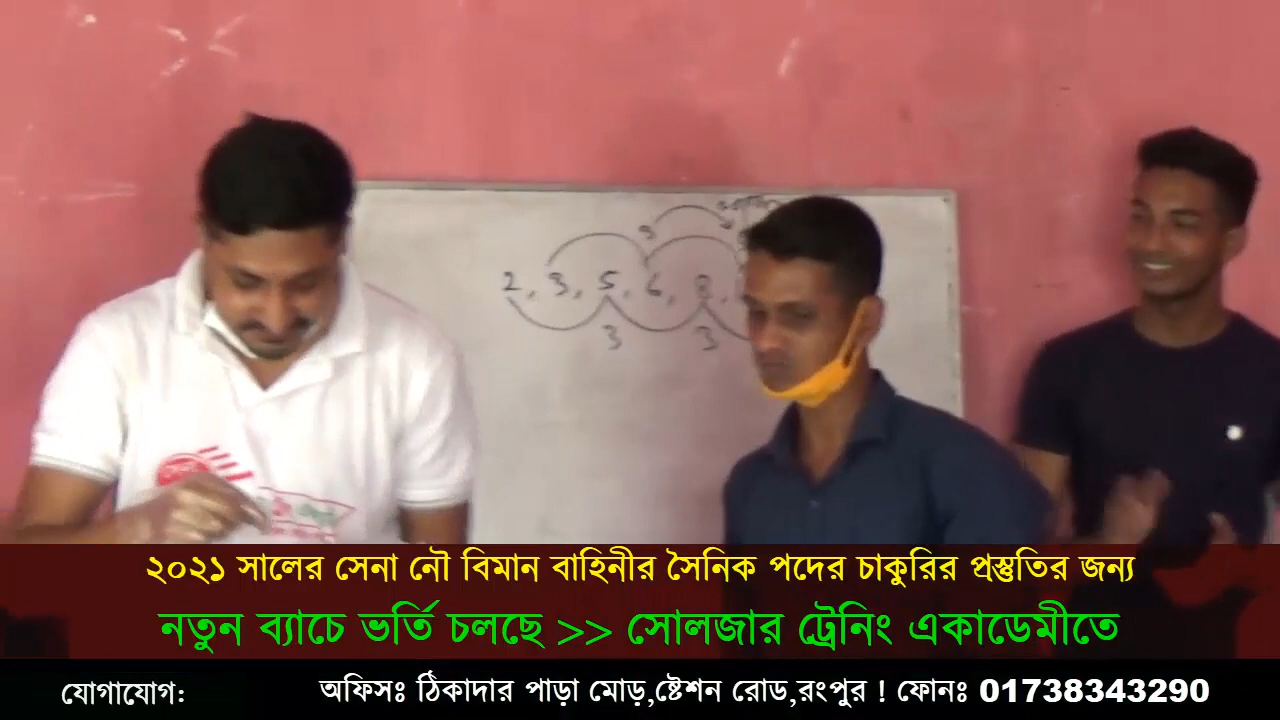 3
2, 3, 5, 6, 8,
3 3
২০২১ সালের সেনা নৌ বিমান বাহিনীর সৈনিক পদের চাকুরির প্রস্তুতির জন্য
নতুন ব্যাচে ভর্তি চলছে >> সোলজার ট্রেনিং একাডেমীতে
যোগাযোগ: অফিসঃ ঠিকাদার পাড়া মোড়,ষ্টেশন রোড,রংপুর ! ফোনঃ 01738343290